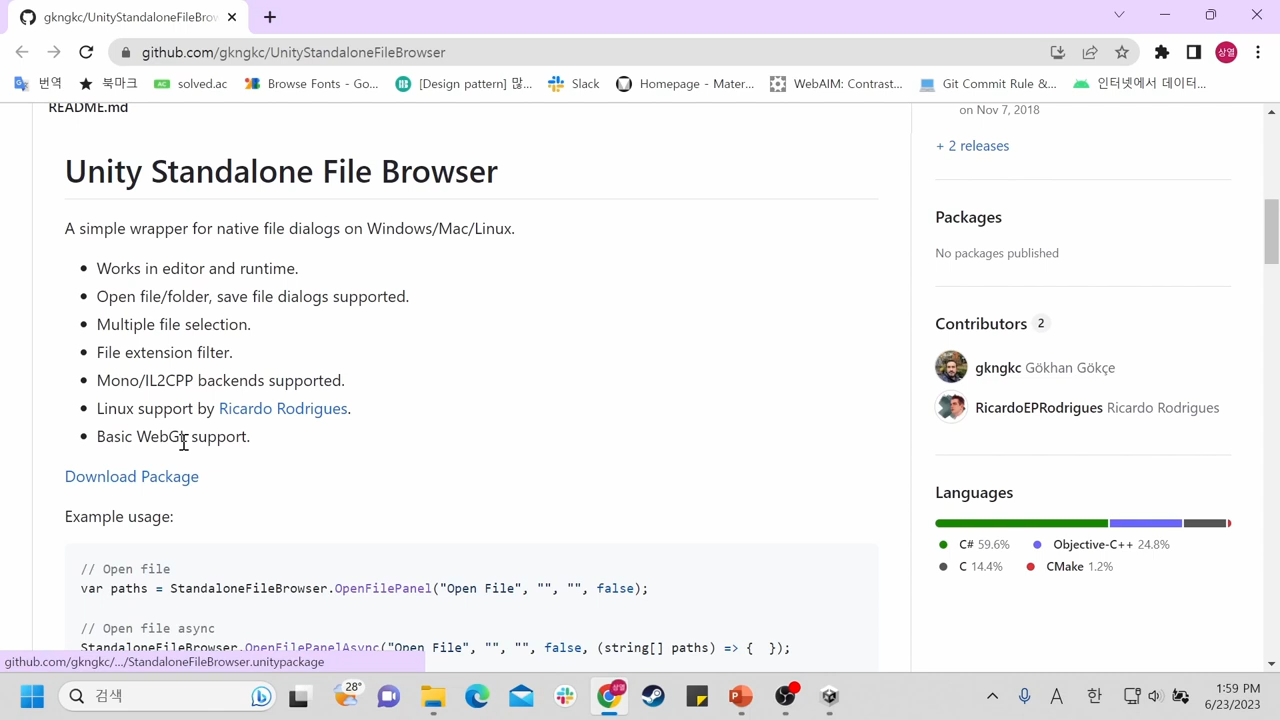 gkngkc/UnityStandaloneFileBrow
github.com/gkngkc/UnityStandaloneFileBrowser
상열
번역
북마크
solved.ac
Browse Fonts - Go...
[Design pattern] 많...
Slack
Homepage - Mater...
WebAIM: Contrast...
Git Commit Rule &...
인터넷에서 데이터...
README.md
on Nov 7, 2018
+ 2 releases
Unity Standalone File Browser
A simple wrapper for native file dialogs on Windows/Mac/Linux.
Works in editor and runtime.
Open file/folder, save file dialogs supported.
Multiple file selection.
File extension filter.
Mono/IL2CPP backends supported.
Linux support by Ricardo Rodrigues.
Basic WebGL support.
Download Package
Example usage:
// Open file
var paths = StandaloneFileBrowser.OpenFilePanel("Open File", "", "", false);
// Open file async
StandaloneFileBrowser.OpenFilePanelAsync("Open File", "", "", false, (string[] paths) => {  });
Packages
No packages published
Contributors 2
gkngkc Gökhan Gökçe
RicardoEPRodrigues Ricardo Rodrigues
Languages
C# 59.6%
Objective-C++ 24.8%
C 14.4%
CMake 1.2%
github.com/gkngkc/.../StandaloneFileBrowser.unitypackage
검색
28°
상열
A
한
1:59 PM
6/23/2023